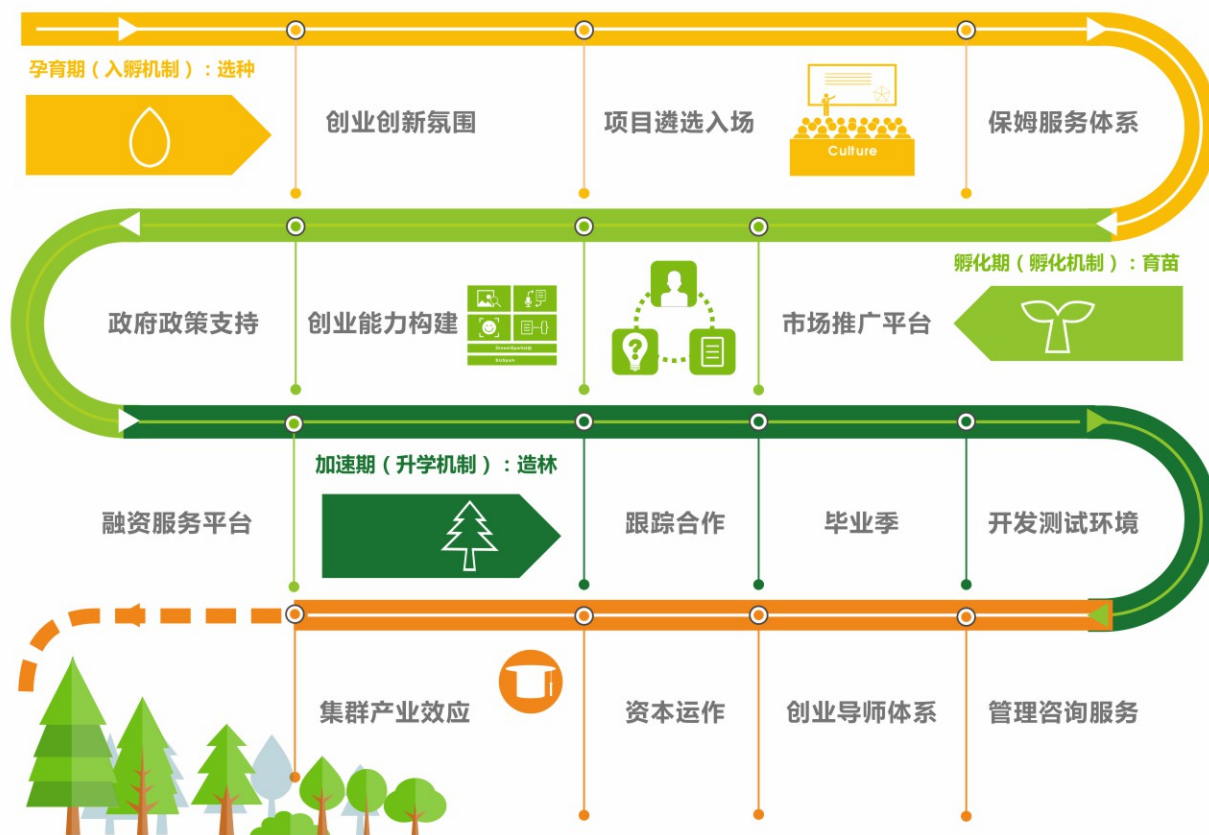 孕育期（入孵机制）：选种
创业创新氛围
项目遴选入场
Culture
保姆服务体系
孵化期（孵化机制）：育苗
政府政策支持
创业能力构建
市场推广平台
加速期（升学机制）：造林
融资服务平台
跟踪合作
毕业季
开发测试环境
集群产业效应
资本运作
创业导师体系
管理咨询服务